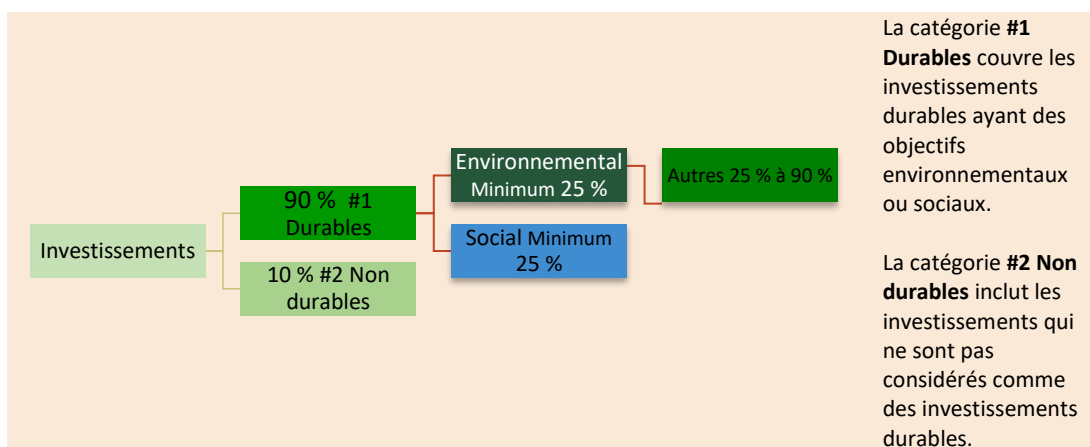 Investissements
90 % #1
Durables
10 % #2 Non
durables
Environnemental
Minimum 25 %
Social Minimum
25 %
Autres 25 % à 90 %
La catégorie #1
Durables couvre les
investissements
durables ayant des
objectifs
environnementaux
ou sociaux.
La catégorie #2 Non
durables inclut les
investissements qui
ne sont pas
considérés comme
des investissements
durables.